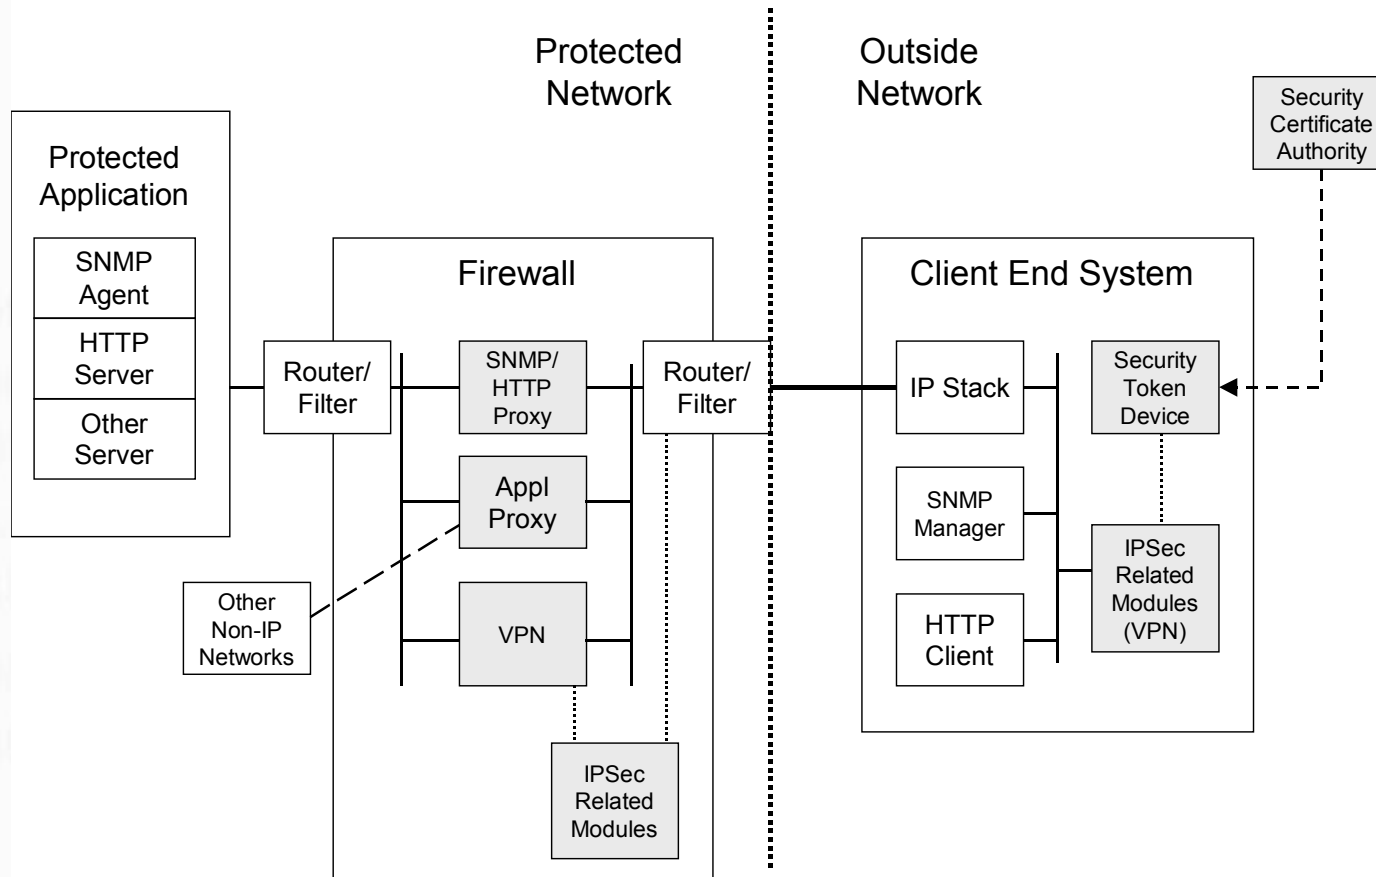 Protected
Network
Outside
Network
Security
Certificate
Authority
Protected
Application
SNMP
Agent
HTTP
Server
Other
Server
Firewall
Router/
Filter
SNMP/
HTTP
Proxy
Router/
Filter
Appl
Proxy
Other
Non-IP
Networks
VPN
IPSec
Related
Modules
Client End System
IP Stack
Security
Token
Device
SNMP
Manager
IPSec
Related
Modules
(VPN)
HTTP
Client